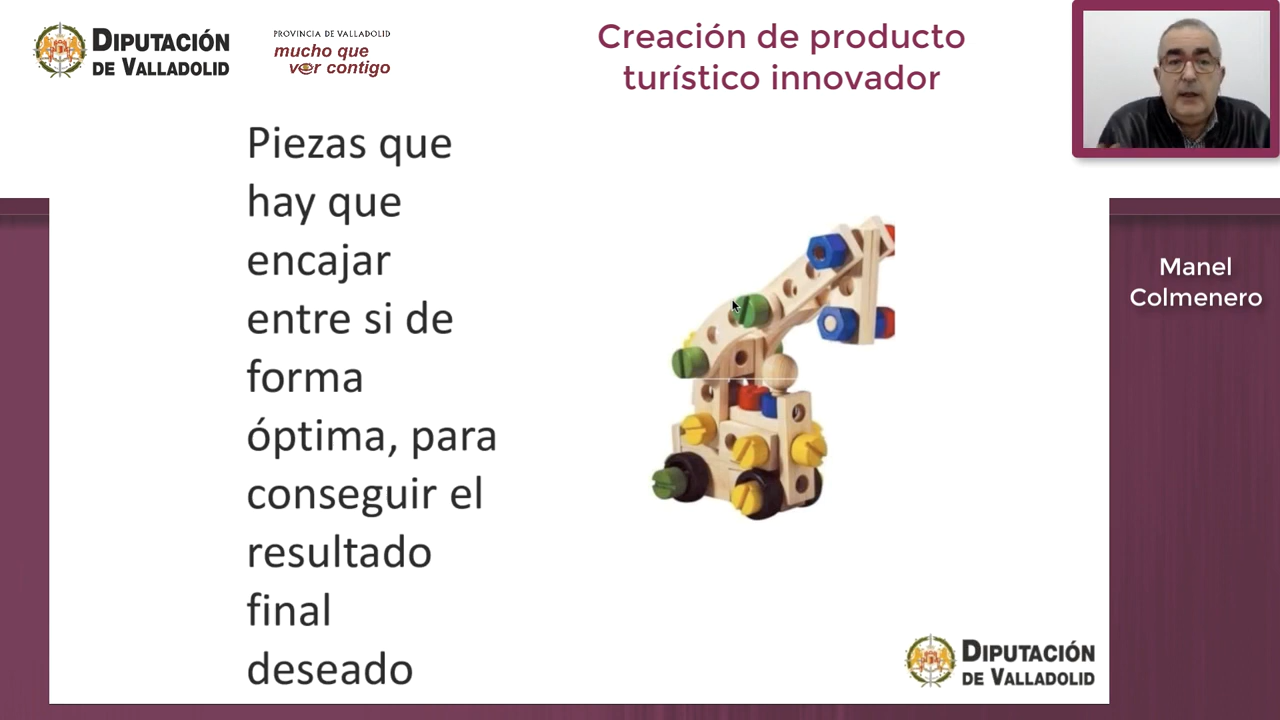 DIPUTACIÓN
DE VALLADOLID
PROVINCIA DE VALLADOLID
mucho que
ver contigo
Creación de producto
turístico innovador
Piezas que
hay que
encajar
entre si de
forma
óptima, para
conseguir el
resultado
final
deseado
Manel
Colmenero
DIPUTACIÓN
DE VALLADOLID